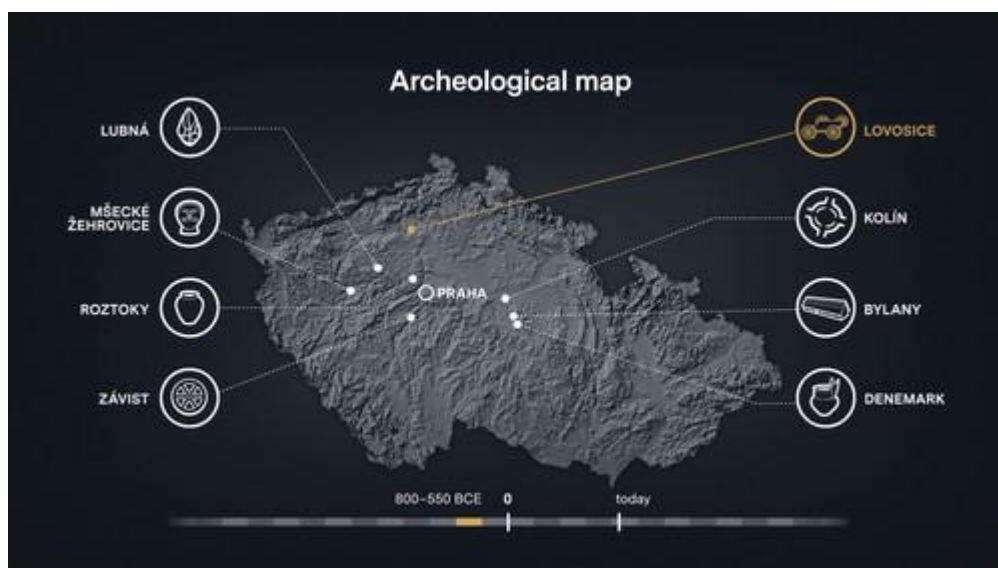 Archeological map
LUBNÁ
MŠECKÉ
ŽEHROVICE
ROZTOKY
ZÁVIST
PRAHA
LOVOSICE
KOLÍN
BYLANY
DENEMARK
800–550 BCE 0 today